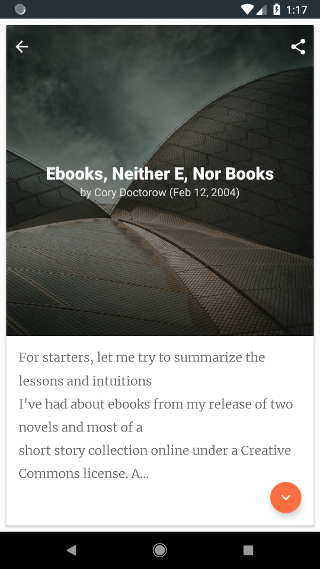 1:17
Ebooks, Neither E, Nor Books
by Cory Doctorow (Feb 12, 2004)
For starters, let me try to summarize the
lessons and intuitions
I've had about ebooks from my release of two
novels and most of a
short story collection online under a Creative
Commons license. A...